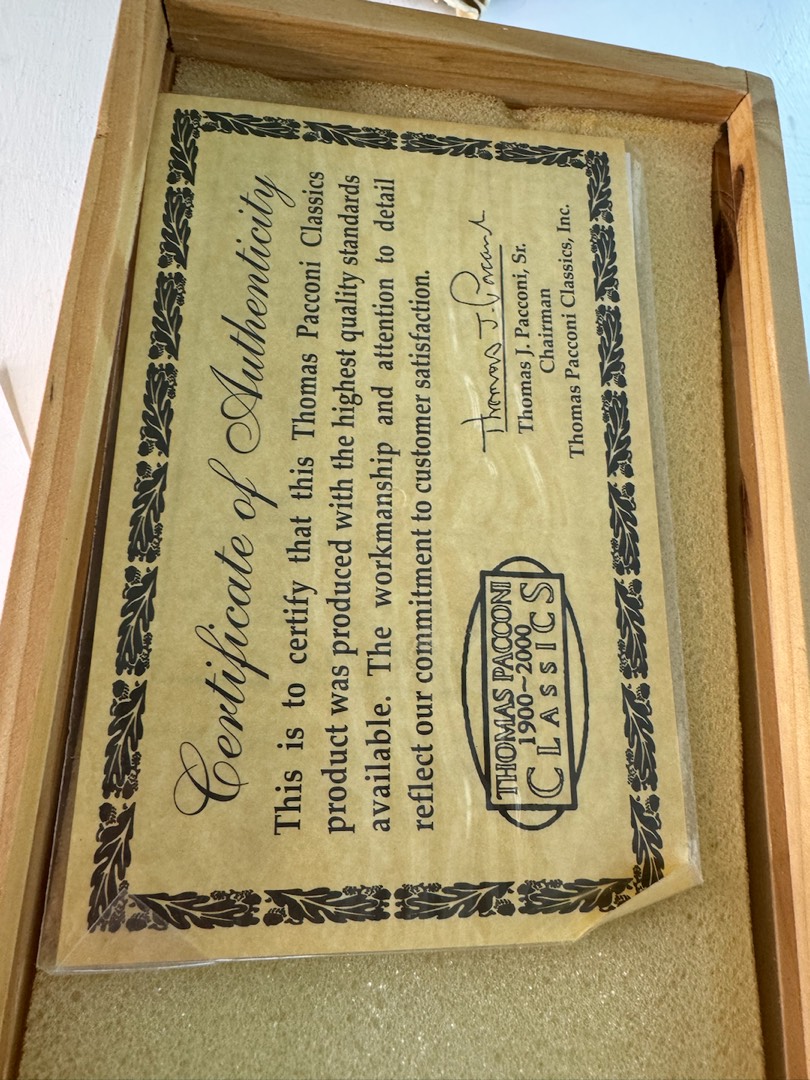 Certificate of Authenticity
This is to certify that this Thomas Pacconi Classics
product was produced with the highest quality standards
available. The workmanship and attention to detail
reflect our commitment to customer satisfaction.
THOMAS PACCONI
1900~2000
CLASSICS
Thomas J. Pacconi
Thomas J. Pacconi, Sr.
Chairman
Thomas Pacconi Classics, Inc.